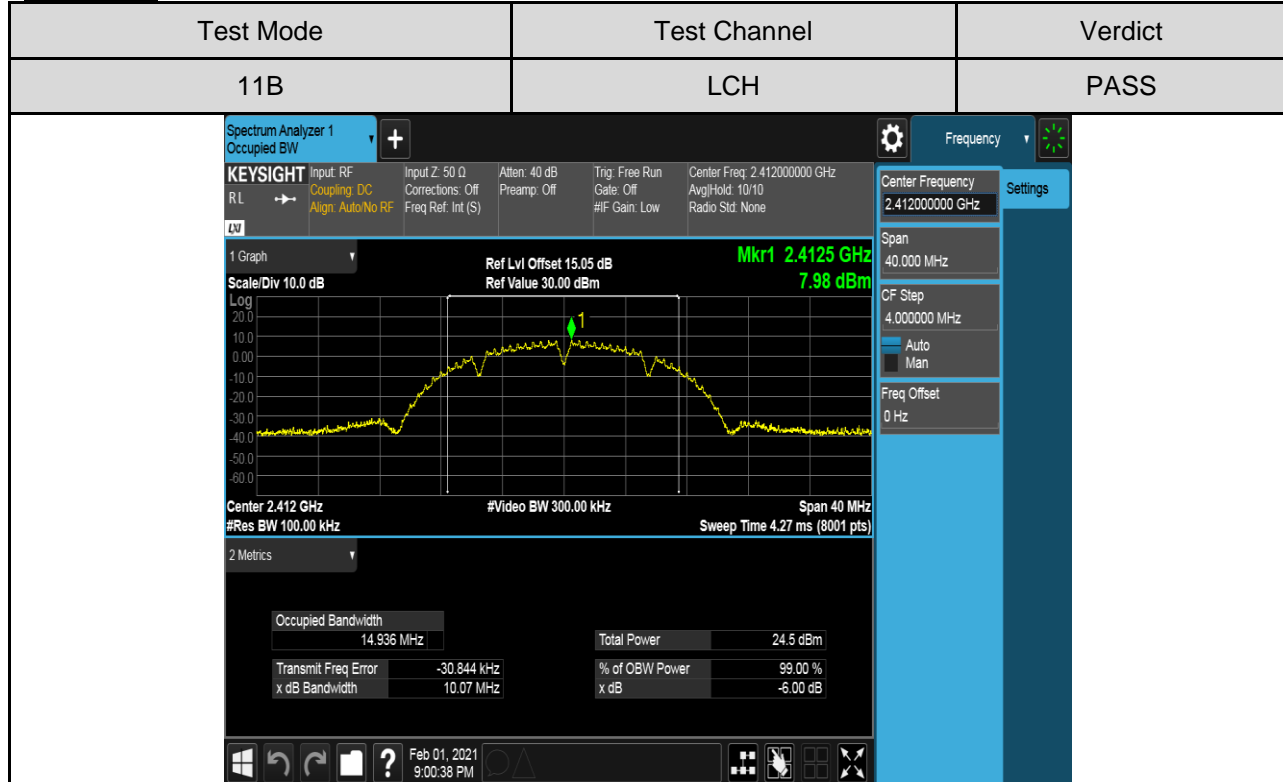 Test Mode Test Channel Verdict
11B LCH PASS
Spectrum Analyzer 1
Occupied BW
+
Frequency
KEYSIGHT
RL
LXI
Input: RF
Coupling: DC
Align: Auto/No RF
Input Z: 50 Ω
Corrections: Off
Freq Ref: Int (S)
Atten: 40 dB
Preamp: Off
Trig: Free Run
Gate: Off
#IF Gain: Low
Center Freq: 2.412000000 GHz
Avg|Hold: 10/10
Radio Std: None
Center Frequency
2.412000000 GHz
Settings
Span
40.000 MHz
CF Step
4.000000 MHz
Auto
Man
Freq Offset
0 Hz
1 Graph
Scale/Div 10.0 dB
Ref Lvl Offset 15.05 dB
Ref Value 30.00 dBm
Mkr1 2.4125 GHz
7.98 dBm
Log
20.0
10.0
0.00
-10.0
-20.0
-30.0
-40.0
-50.0
-60.0
1
Center 2.412 GHz #Video BW 300.00 kHz Span 40 MHz
#Res BW 100.00 kHz Sweep Time 4.27 ms (8001 pts)
2 Metrics
Occupied Bandwidth
14.936 MHz
Total Power 24.5 dBm
Transmit Freq Error -30.844 kHz % of OBW Power 99.00 %
x dB Bandwidth 10.07 MHz x dB -6.00 dB
?
Feb 01, 2021
9:00:38 PM